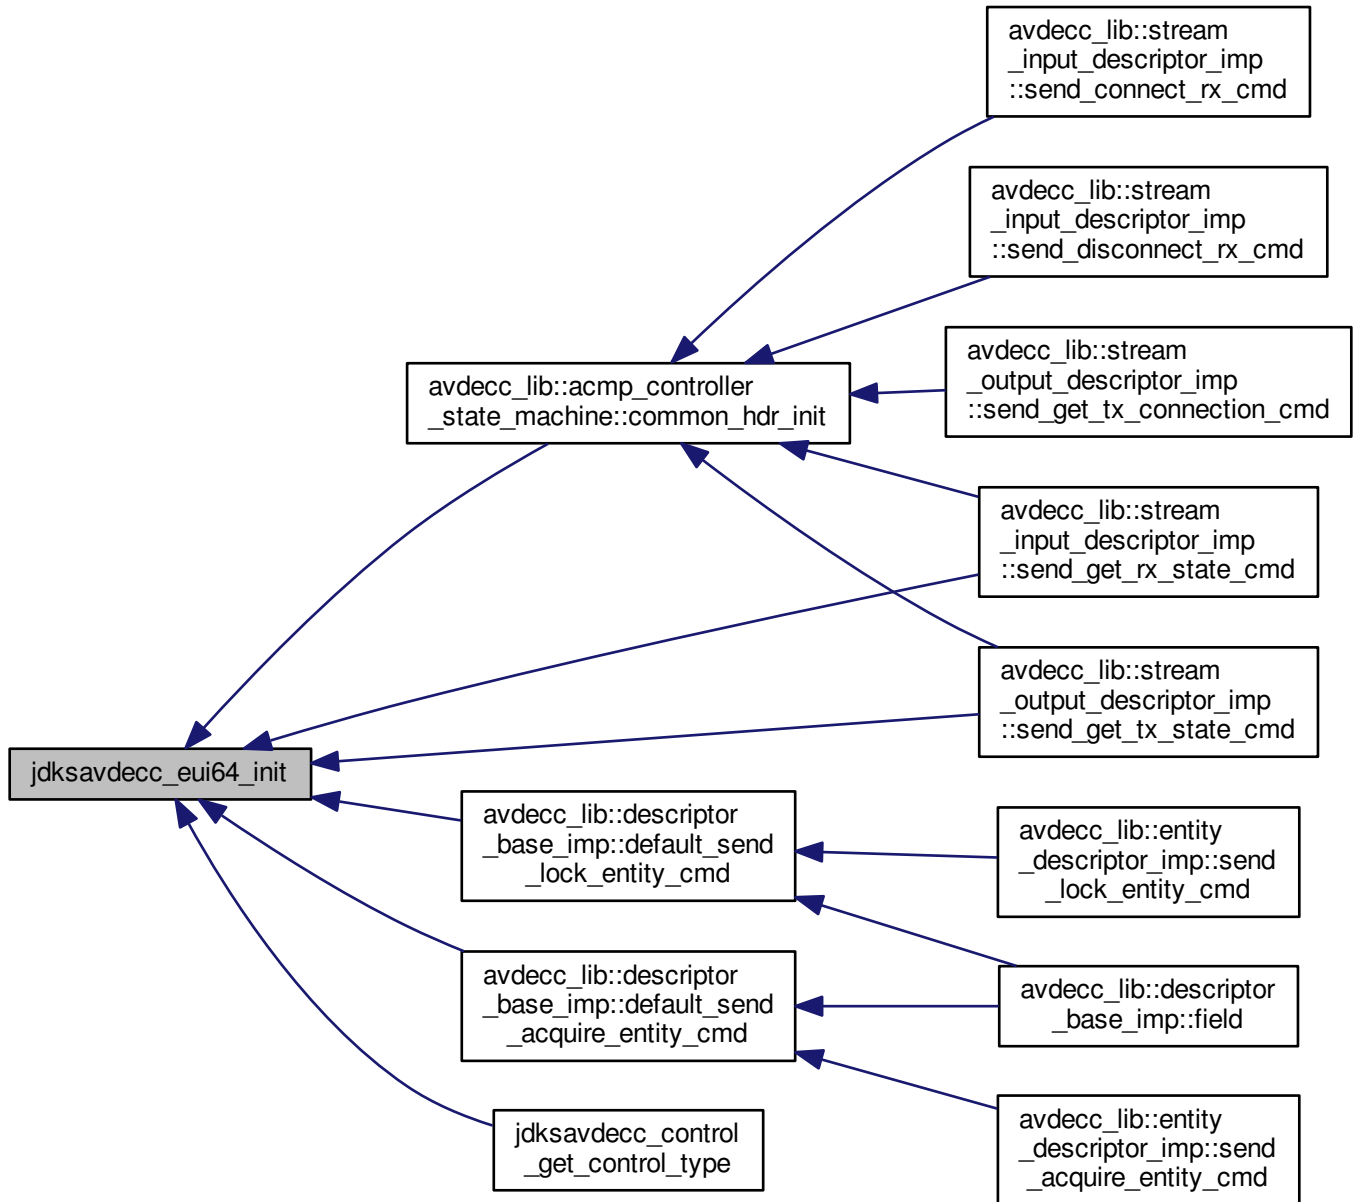 avdecc_lib::stream
_input_descriptor_imp
::send_connect_rx_cmd
avdecc_lib::stream
_input_descriptor_imp
::send_disconnect_rx_cmd
avdecc_lib::stream
_output_descriptor_imp
::send_get_tx_connection_cmd
avdecc_lib::acmp_controller
_state_machine::common_hdr_init
avdecc_lib::stream
_input_descriptor_imp
::send_get_rx_state_cmd
avdecc_lib::stream
_output_descriptor_imp
::send_get_tx_state_cmd
jdksavdecc_eui64_init
avdecc_lib::descriptor
_base_imp::default_send
_lock_entity_cmd
avdecc_lib::entity
_descriptor_imp::send
_lock_entity_cmd
avdecc_lib::descriptor
_base_imp::default_send
_acquire_entity_cmd
avdecc_lib::descriptor
_base_imp::field
jdksavdecc_control
_get_control_type
avdecc_lib::entity
_descriptor_imp::send
_acquire_entity_cmd